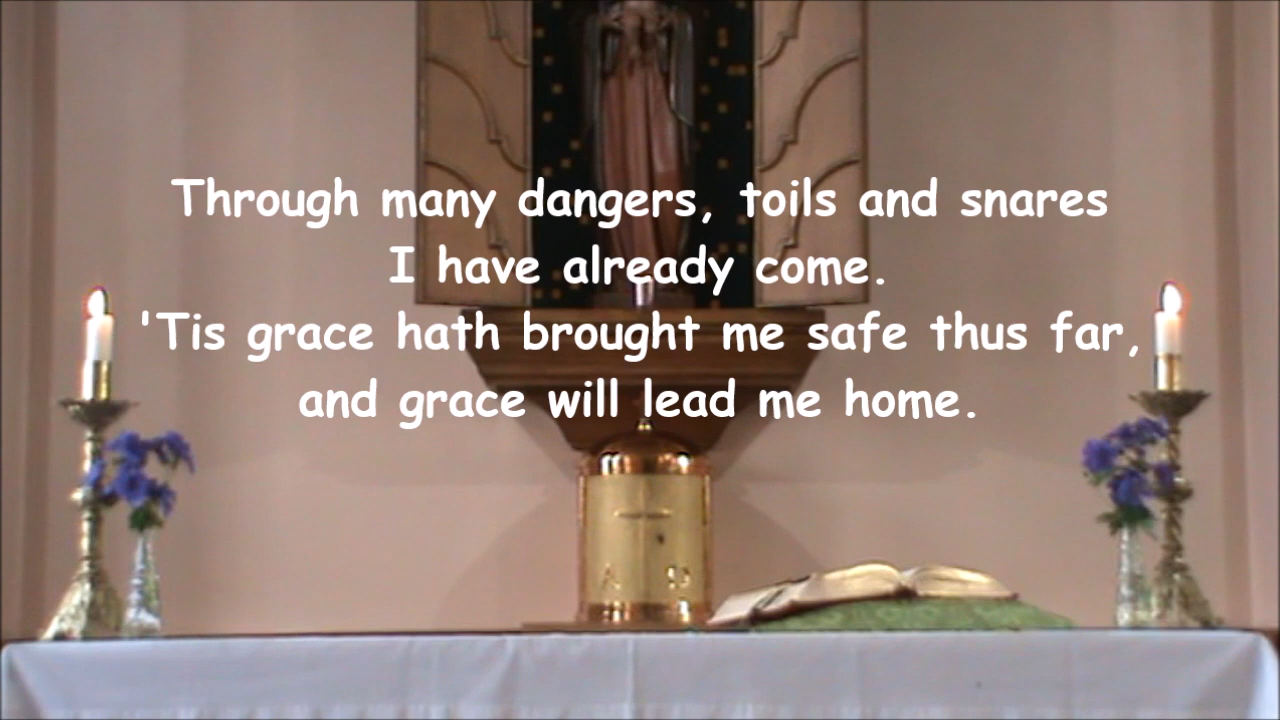 Through many dangers, toils and snares
I have already come.
'Tis grace hath brought me safe thus far,
and grace will lead me home.